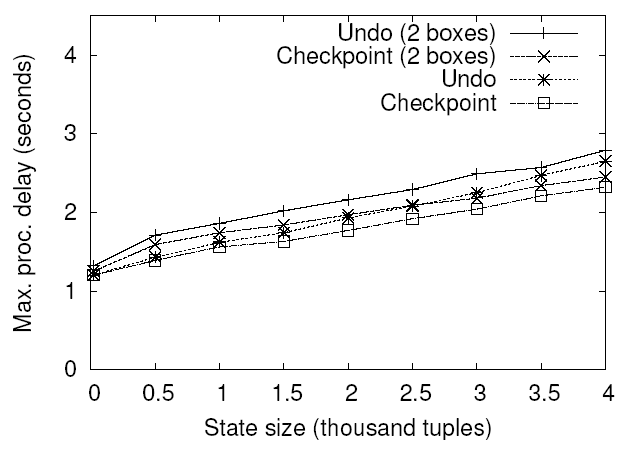 Undo (2 boxes)
Checkpoint (2 boxes)
Undo
Checkpoint
Max. proc. delay (seconds)
4
3
2
1
0
0 0.5 1 1.5 2 2.5 3 3.5 4
State size (thousand tuples)